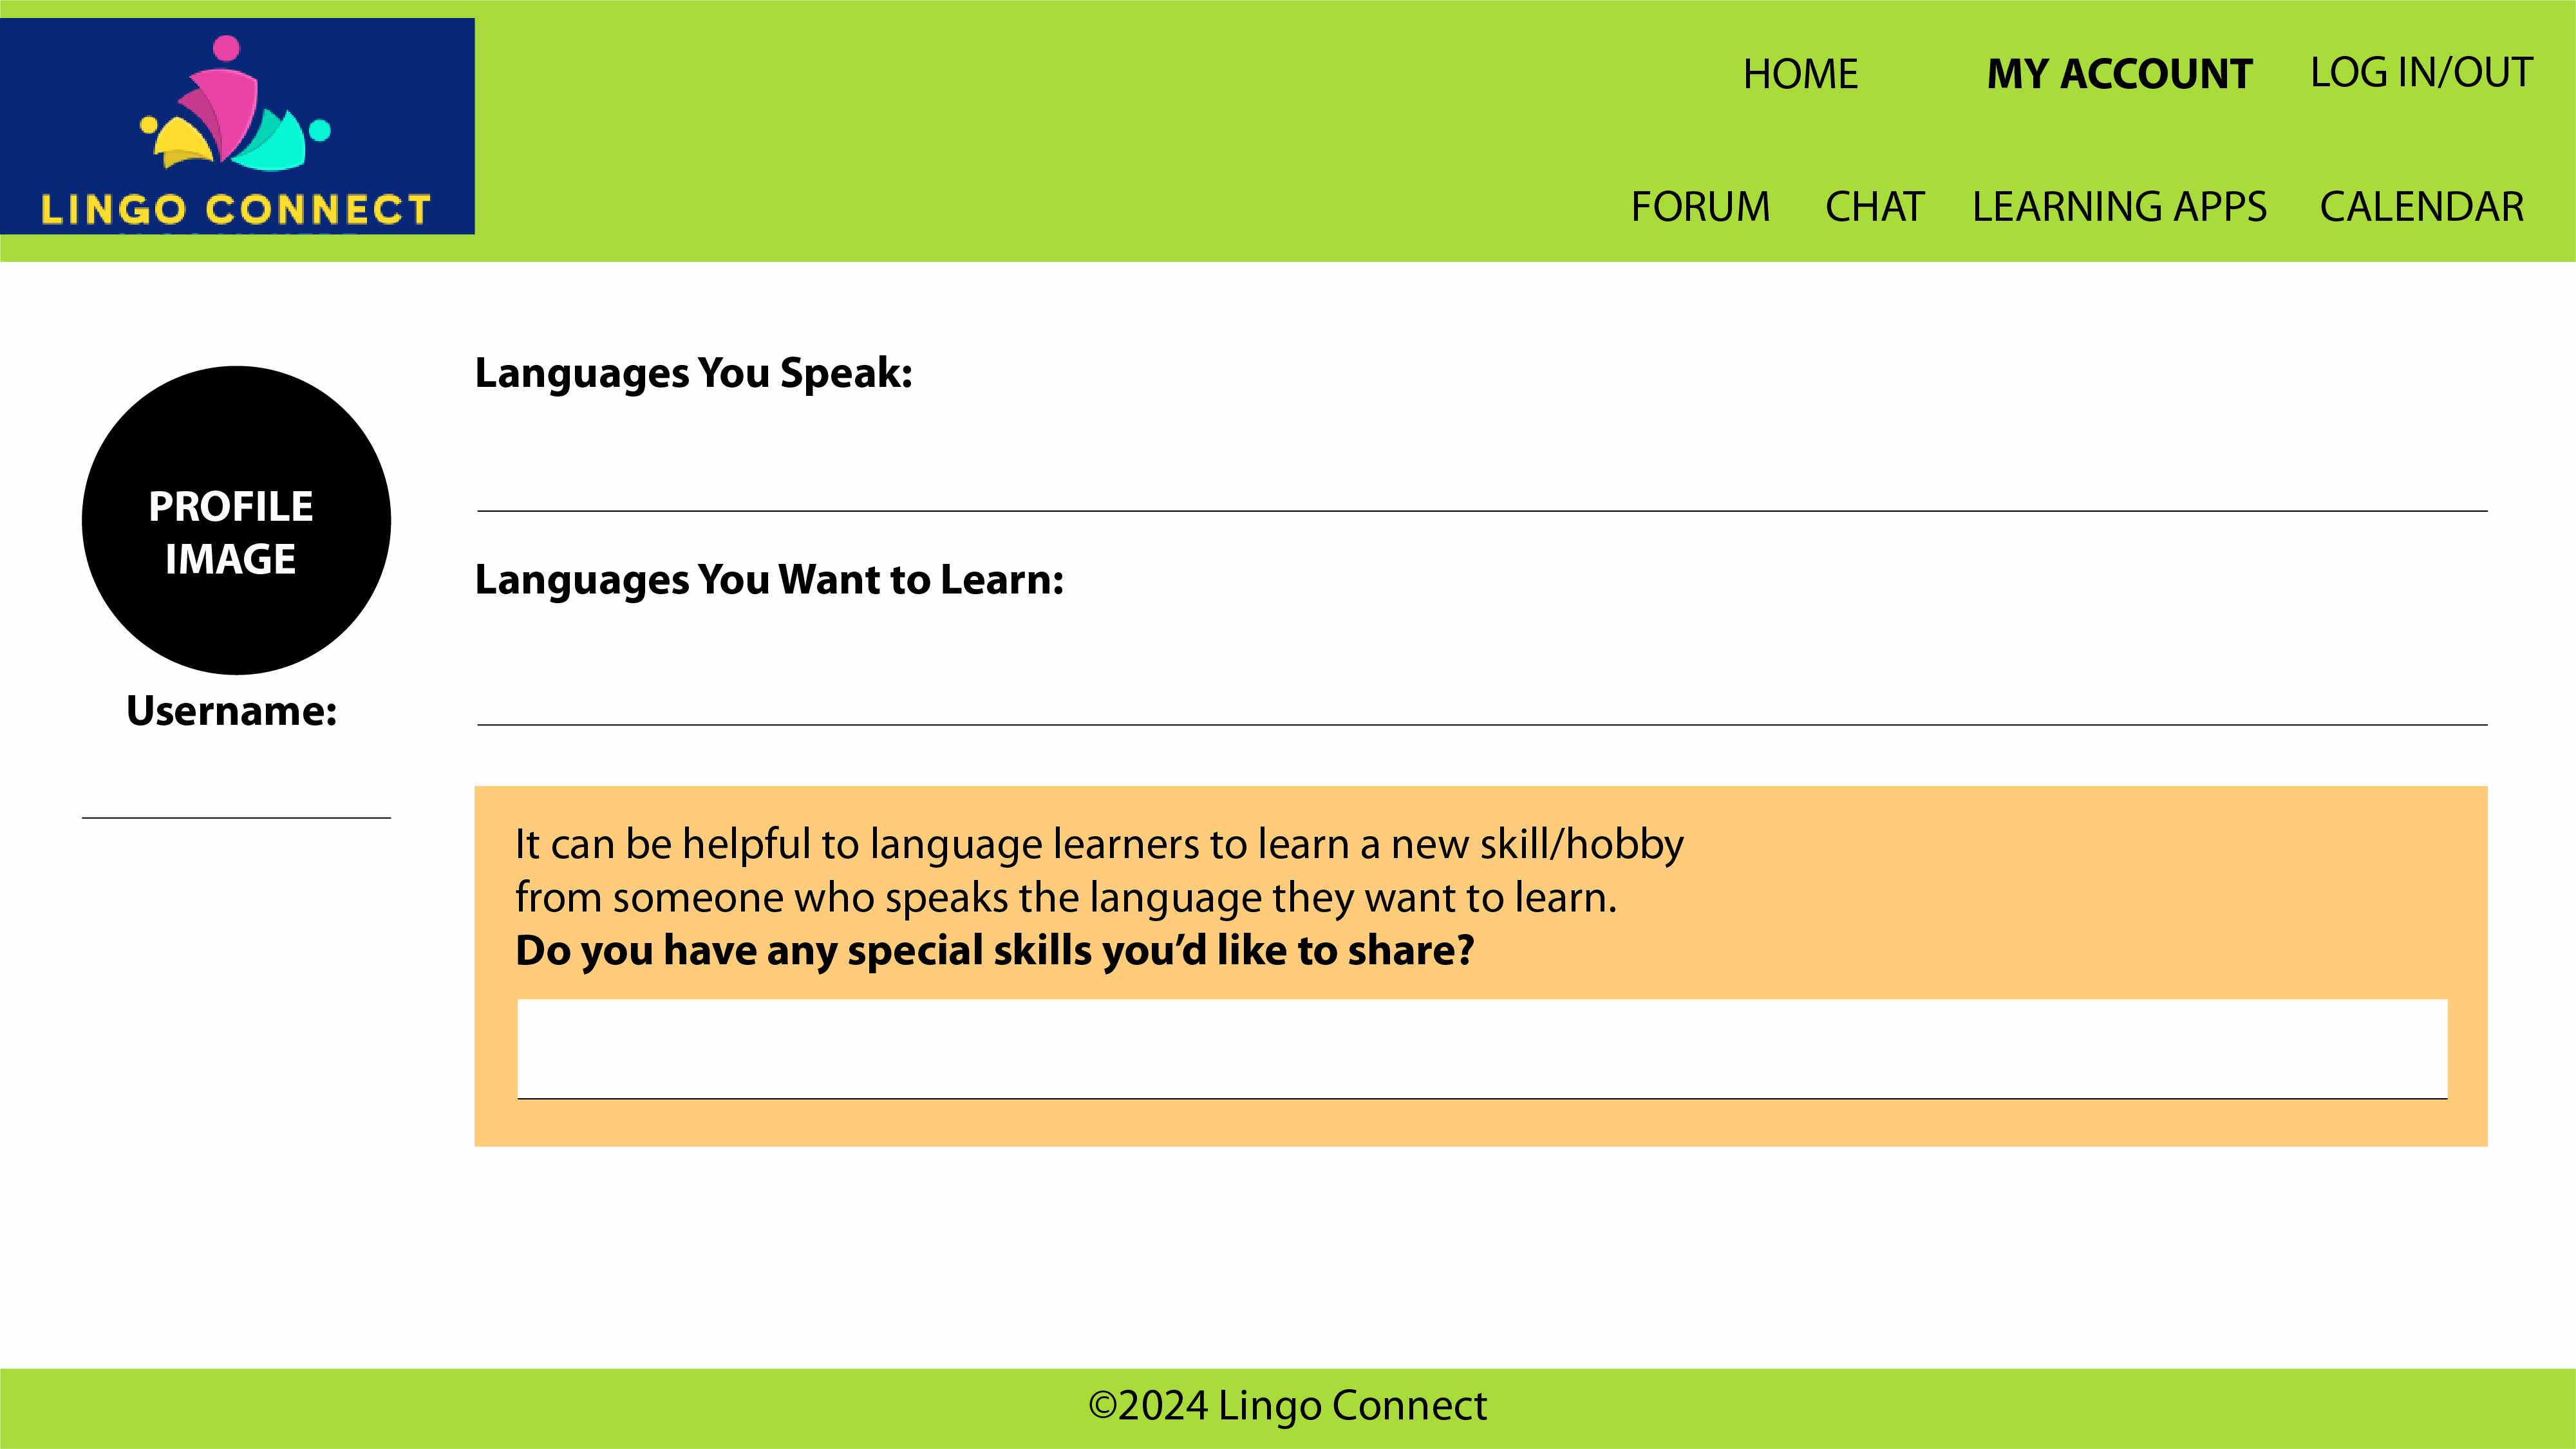 LINGO CONNECT
HOME MY ACCOUNT LOG IN/OUT
FORUM CHAT LEARNING APPS CALENDAR
PROFILE
IMAGE
Username:
Languages You Speak:
Languages You Want to Learn:
It can be helpful to language learners to learn a new skill/hobby
from someone who speaks the language they want to learn.
Do you have any special skills you’d like to share?
©2024 Lingo Connect